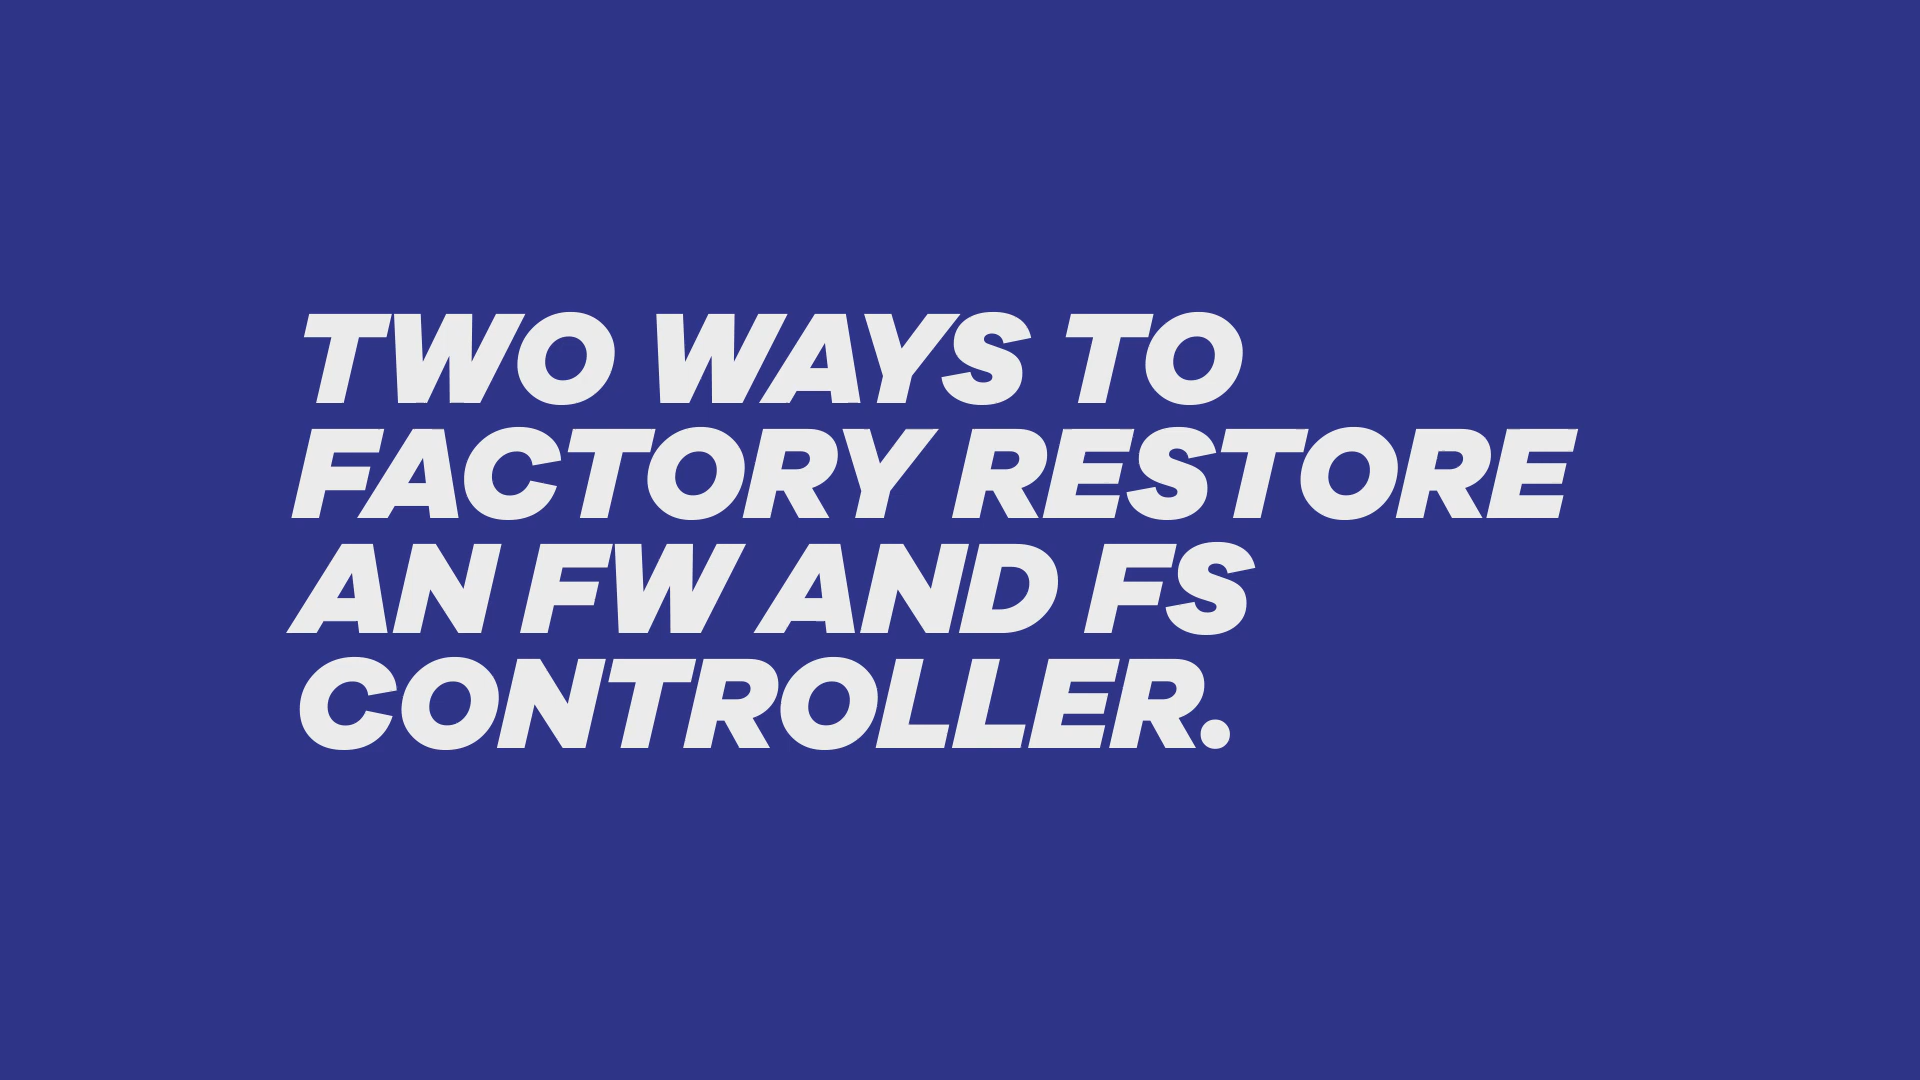 TWO WAYS TO
FACTORY RESTORE
AN FW AND FS
CONTROLLER.